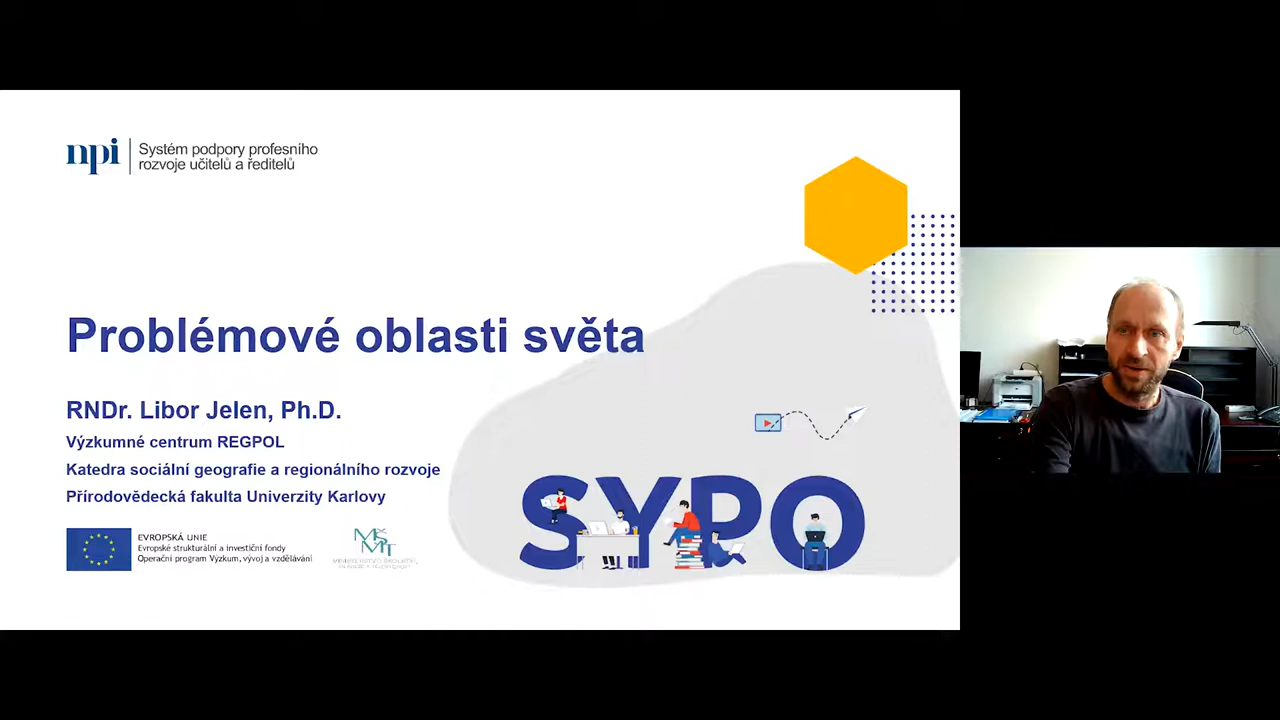 npi
Systém podpory profesního
rozvoje učitelů a ředitelů
Problémové oblasti světa
RNDr. Libor Jelen, Ph.D.
Výzkumné centrum REGPOL
Katedra sociální geografie a regionálního rozvoje
Přírodovědecká fakulta Univerzity Karlovy
EVROPSKÁ UNIE
Evropské strukturální a investiční fondy
Operační program Výzkum, vývoj a vzdělávání
MŠMT
SYPO